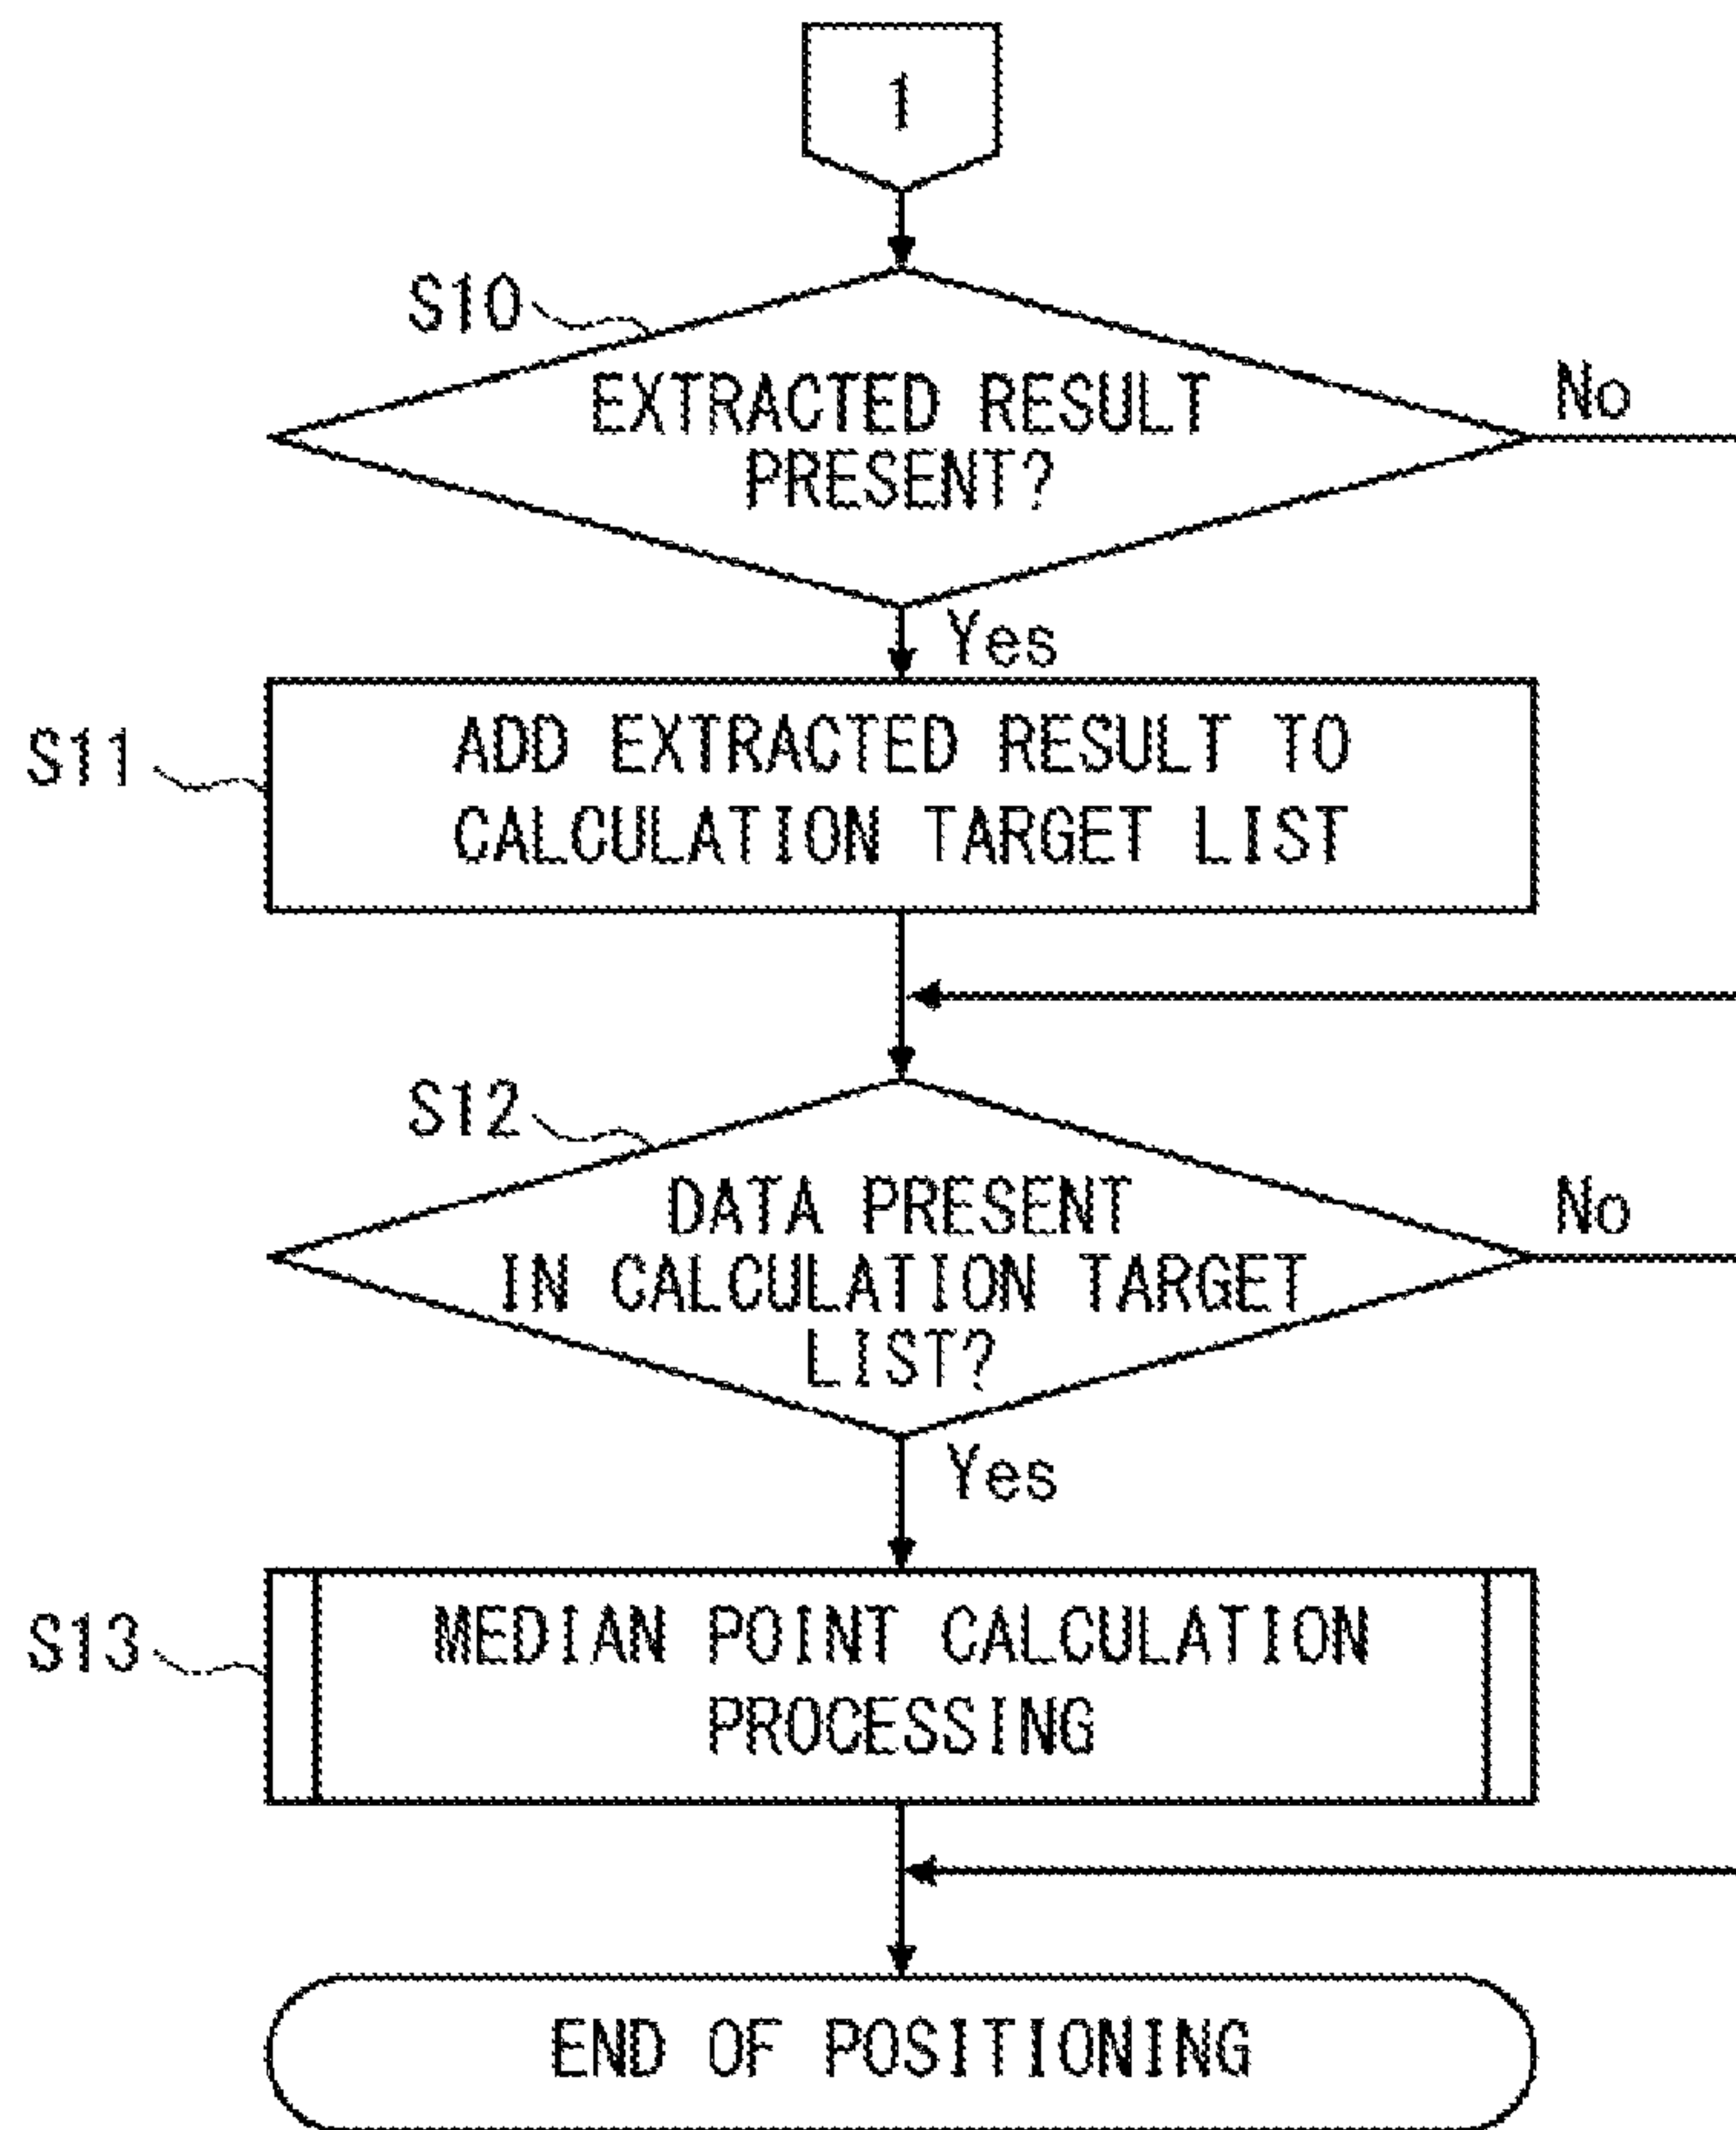 1
S10
EXTRACTED RESULT
PRESENT?
No
Yes
S11
ADD EXTRACTED RESULT TO
CALCULATION TARGET LIST
S12
DATA PRESENT
IN CALCULATION TARGET
LIST?
No
Yes
S13
MEDIAN POINT CALCULATION
PROCESSING
END OF POSITIONING